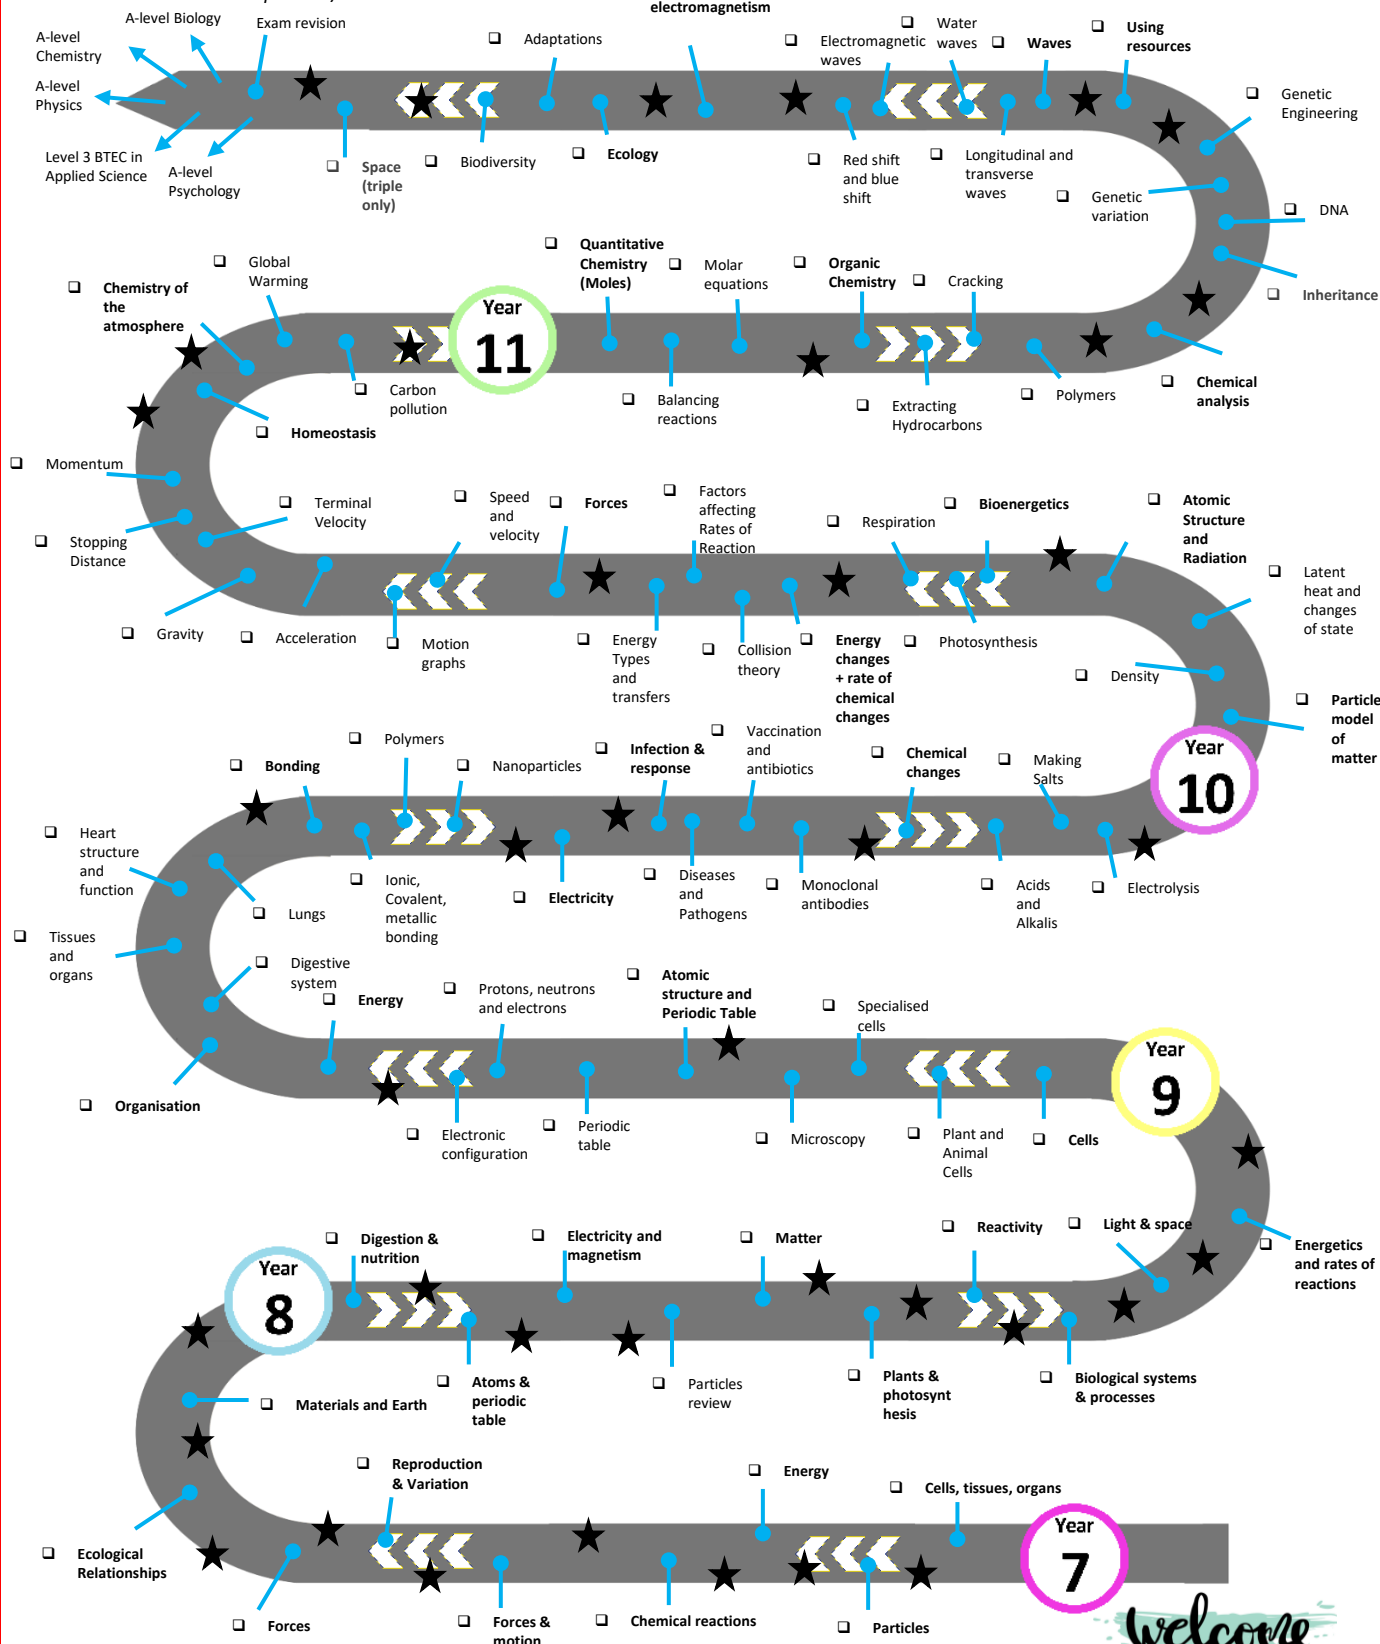 electromagnetism
A-level Biology
Exam revision
A-level
Chemistry
A-level
Physics
Level 3 BTEC in
Applied Science
A-level
Psychology
Space
(triple
only)
Adaptations
Biodiversity
Ecology
Electromagnetic
waves
Water
waves
Waves
Using
resources
Red shift
and blue
shift
Longitudinal and
transverse
waves
Genetic
Engineering
Genetic
variation
DNA
Inheritance
Chemical
analysis
Global
Warming
Chemistry of
the
atmosphere
Year
11
Carbon
pollution
Homeostasis
Quantitative
Chemistry
(Moles)
Molar
equations
Organic
Chemistry
Cracking
Balancing
reactions
Extracting
Hydrocarbons
Polymers
Momentum
Stopping
Distance
Terminal
Velocity
Speed
and
velocity
Forces
Factors
affecting
Rates of
Reaction
Respiration
Bioenergetics
Atomic
Structure
and
Radiation
Latent
heat and
changes
of state
Gravity
Acceleration
Motion
graphs
Energy
Types
and
transfers
Collision
theory
Energy
changes
+ rate of
chemical
changes
Photosynthesis
Density
Particle
model
of
matter
Year
10
Bonding
Polymers
Nanoparticles
Infection &
response
Vaccination
and
antibiotics
Chemical
changes
Making
Salts
Heart
structure
and
function
Lungs
Ionic,
Covalent,
metallic
bonding
Electricity
Diseases
and
Pathogens
Monoclonal
antibodies
Acids
and
Alkalis
Electrolysis
Tissues
and
organs
Digestive
system
Energy
Protons, neutrons
and electrons
Atomic
structure and
Periodic Table
Specialised
cells
Year
9
Organisation
Electronic
configuration
Periodic
table
Microscopy
Plant and
Animal
Cells
Cells
Digestion &
nutrition
Electricity and
magnetism
Matter
Reactivity
Light & space
Energetics
and rates of
reactions
Year
8
Materials and Earth
Atoms &
periodic
table
Particles
review
Plants &
photosynt
hesis
Biological systems
& processes
Reproduction
& Variation
Energy
Cells, tissues, organs
Year
7
Ecological
Relationships
Forces
Forces &
motion
Chemical reactions
Particles
welcome